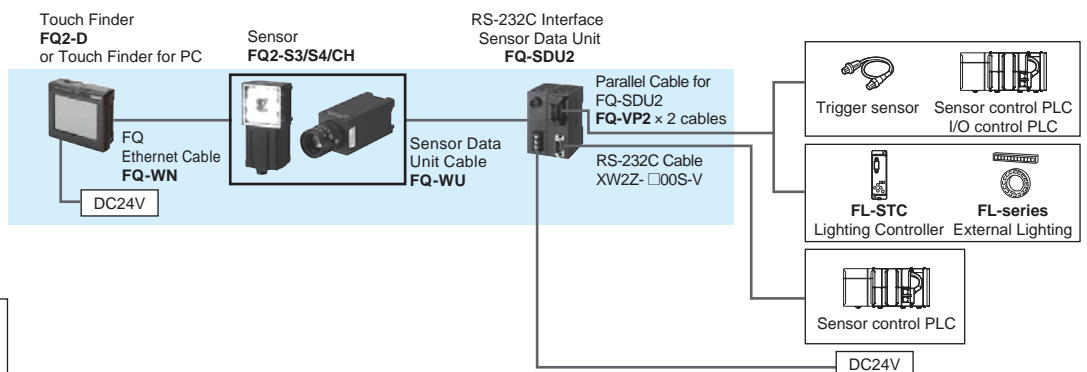 Touch Finder
FQ2-D
or Touch Finder for PC
Sensor
FQ2-S3/S4/CH
RS-232C Interface
Sensor Data Unit
FQ-SDU2
FQ
Ethernet Cable
FQ-WN
DC24V
Sensor Data
Unit Cable
FQ-WU
Parallel Cable for
FQ-SDU2
FQ-VP2 × 2 cables
RS-232C Cable
XW2Z- □00S-V
Trigger sensor
Sensor control PLC
I/O control PLC
FL-STC
Lighting Controller
FL-series
External Lighting
Sensor control PLC
DC24V